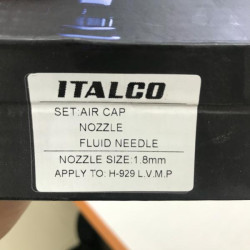 ITALCO
SET:AIR CAP
NOZZLE
FLUID NEEDLE
NOZZLE SIZE:1.8mm
APPLY TO: H-929 L.V.M.P